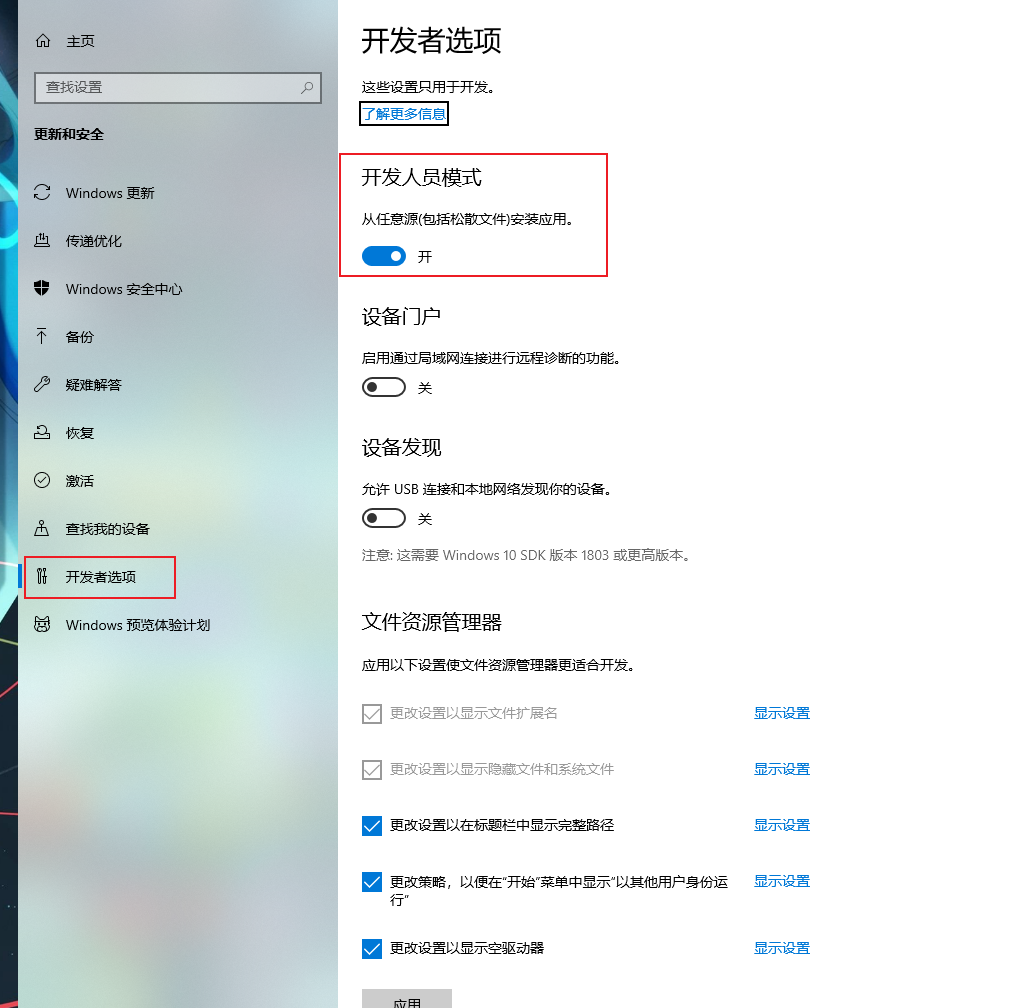 主页
查找设置
更新和安全
Windows 更新
传递优化
Windows 安全中心
备份
疑难解答
恢复
激活
查找我的设备
开发者选项
Windows 预览体验计划
开发者选项
这些设置只用于开发。
了解更多信息
开发人员模式
从任意源(包括松散文件)安装应用。
开
设备门户
启用通过局域网连接进行远程诊断的功能。
关
设备发现
允许 USB 连接和本地网络发现你的设备。
关
注意: 这需要 Windows 10 SDK 版本 1803 或更高版本。
文件资源管理器
应用以下设置使文件资源管理器更适合开发。
更改设置以显示文件扩展名 显示设置
更改设置以显示隐藏文件和系统文件 显示设置
更改设置以在标题栏中显示完整路径 显示设置
更改策略，以便在"开始"菜单中显示"以其他用户身份运 显示设置
行"
更改设置以显示空驱动器 显示设置
应用